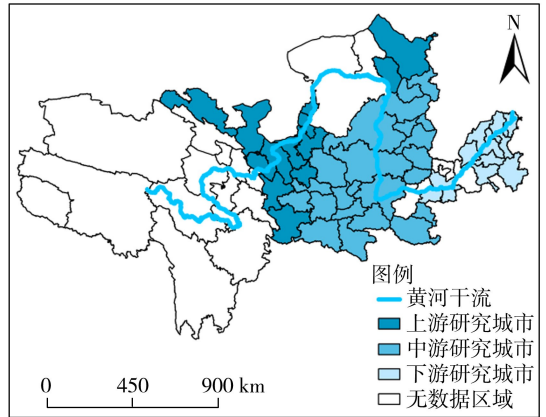 N
图例
黄河干流
上游研究城市
中游研究城市
下游研究城市
无数据区域
0 450 900 km